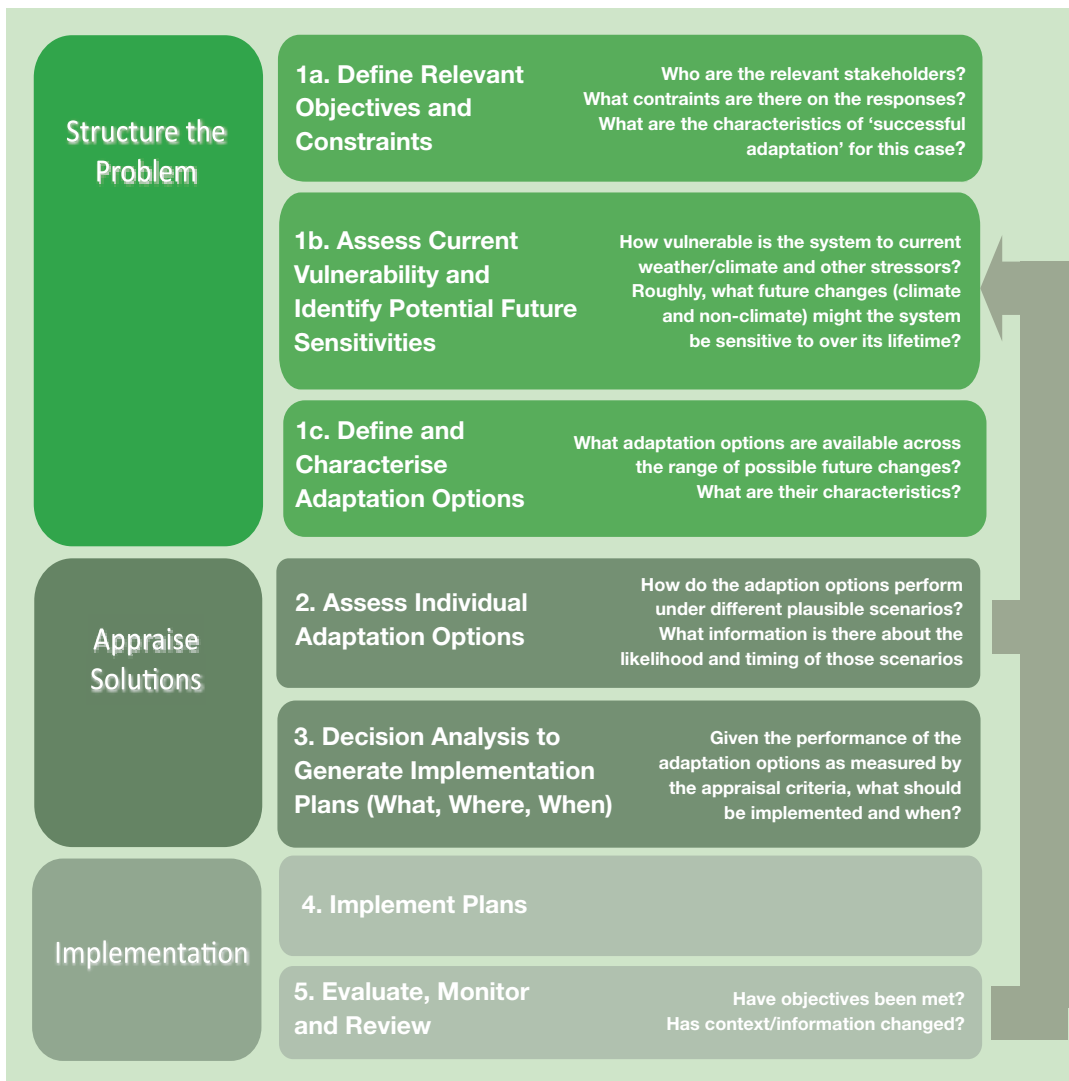 Structure the
Problem
1a. Define Relevant
Objectives and
Constraints
Who are the relevant stakeholders?
What contraints are there on the responses?
What are the characteristics of ‘successful
adaptation’ for this case?
1b. Assess Current
Vulnerability and
Identify Potential Future
Sensitivities
How vulnerable is the system to current
weather/climate and other stressors?
Roughly, what future changes (climate
and non-climate) might the system
be sensitive to over its lifetime?
1c. Define and
Characterise
Adaptation Options
What adaptation options are available across
the range of possible future changes?
What are their characteristics?
Appraise
Solutions
2. Assess Individual
Adaptation Options
How do the adaption options perform
under different plausible scenarios?
What information is there about the
likelihood and timing of those scenarios
3. Decision Analysis to
Generate Implementation
Plans (What, Where, When)
Given the performance of the
adaptation options as measured by
the appraisal criteria, what should
be implemented and when?
Implementation
4. Implement Plans
5. Evaluate, Monitor
and Review
Have objectives been met?
Has context/information changed?